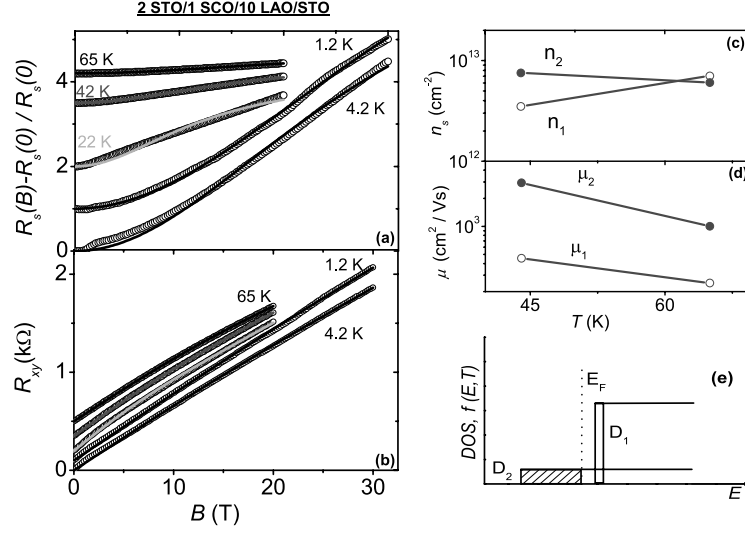 2 STO/1 SCO/10 LAO/STO
R_s(B)-R_s(0) / R_s(0)
4
2
0
65 K
42 K
22 K
1.2 K
4.2 K
(a)
R_xy(kΩ)
2
1
0
65 K
1.2 K
4.2 K
(b)
0
10
20
30
B (T)
n_s (cm^-2)
10^13
10^12
n_2
n_1
(c)
μ (cm^2 / Vs)
10^3
μ_2
μ_1
(d)
45
60
T (K)
DOS, f (E,T)
E_F
D_1
D_2
(e)
E